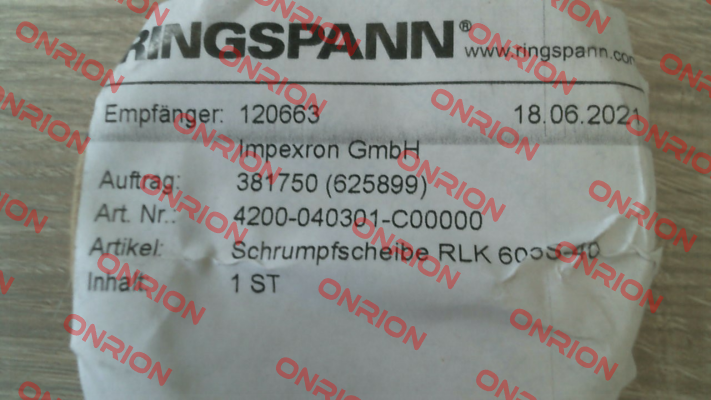 RINGSPANN®
www.ringspann.com
Empfänger: 120663 18.06.2021
Impexron GmbH
Auftrag: 381750 (625899)
Art. Nr.: 4200-040301-C00000
Artikel: Schrumpfscheibe RLK
Inhalt: 1 ST
ONRION